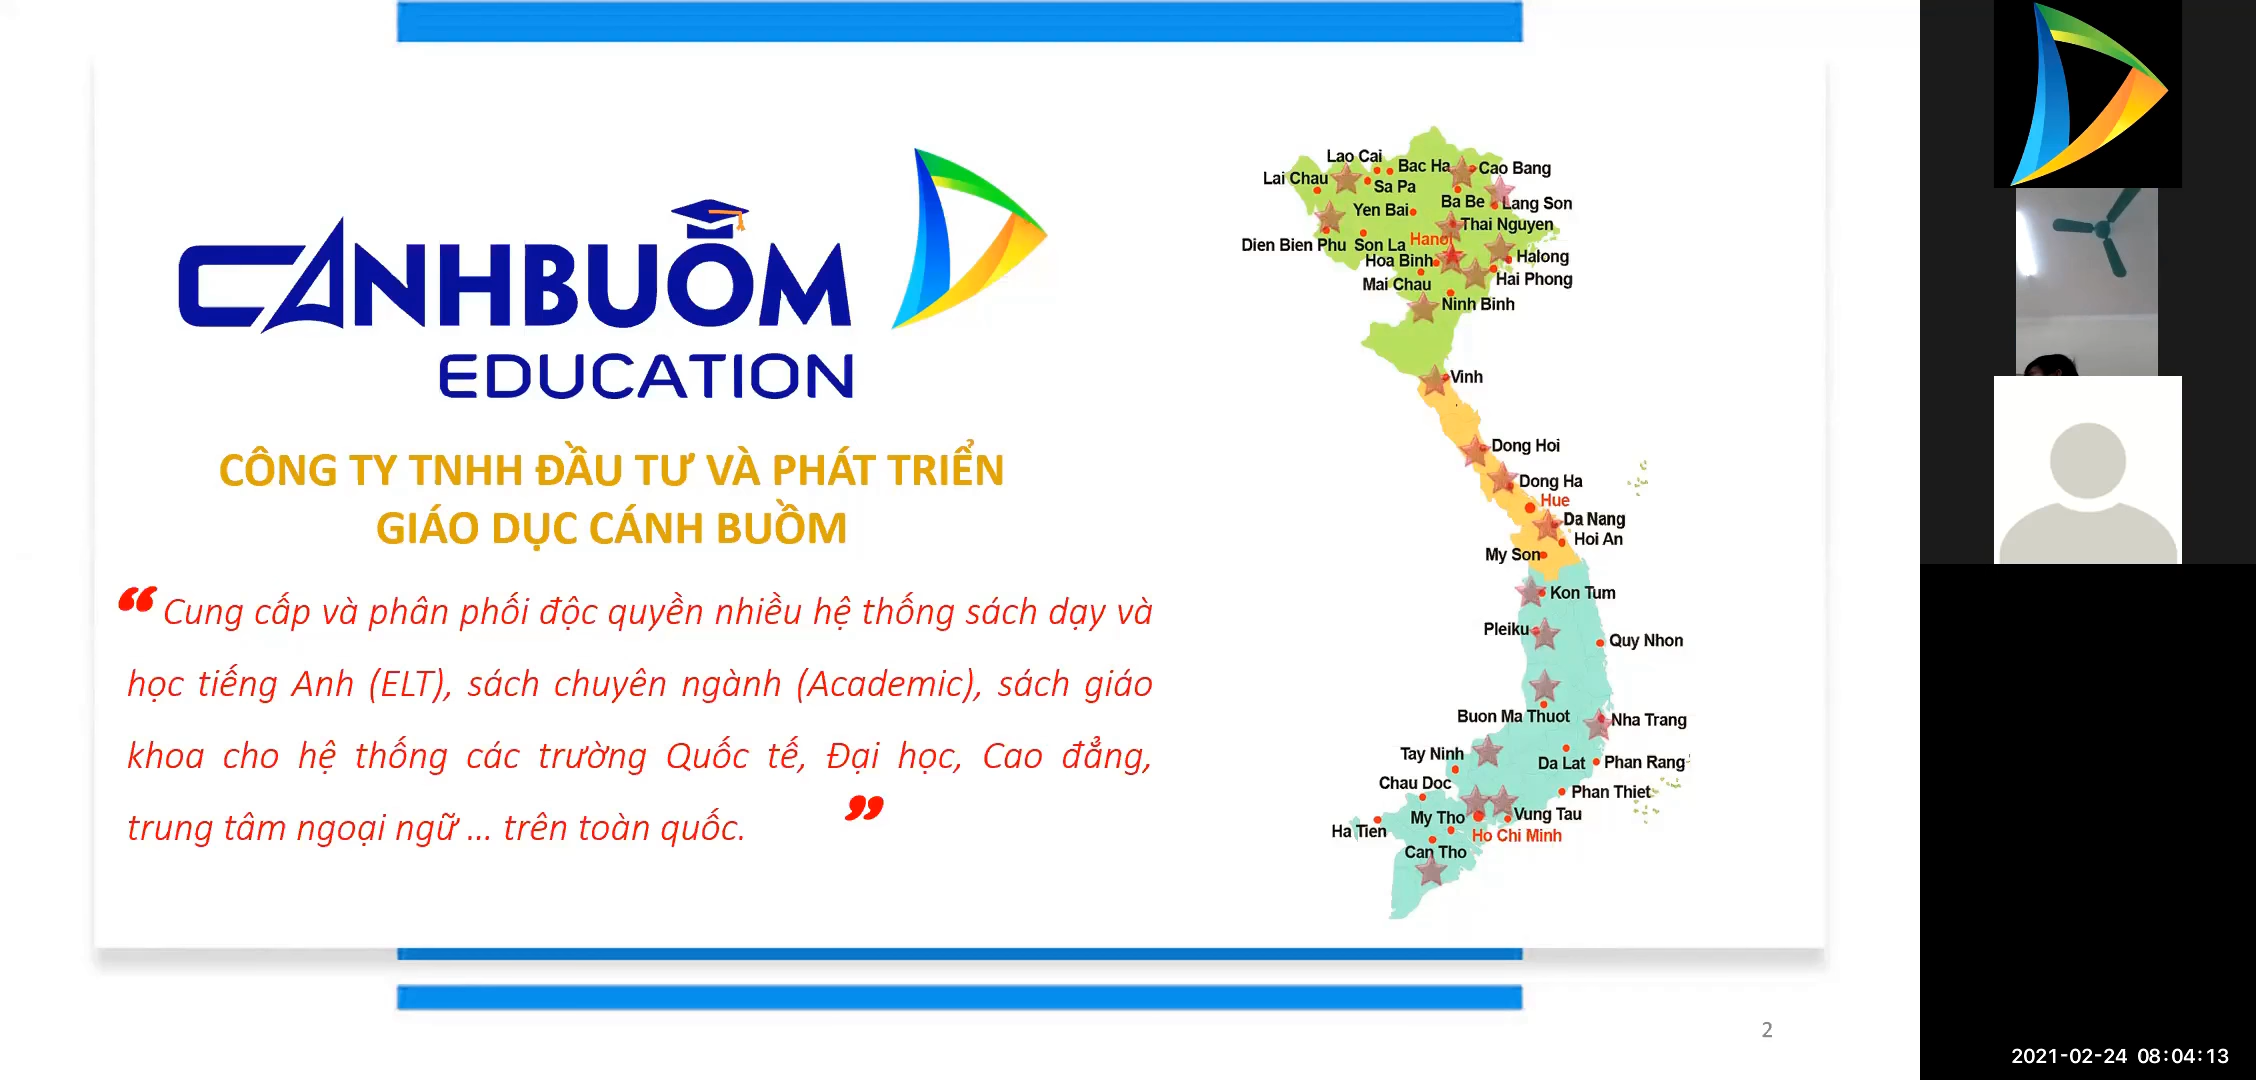 CANHBUỒM
EDUCATION
CÔNG TY TNHH ĐẦU TƯ VÀ PHÁT TRIỂN
GIÁO DỤC CÁNH BUỒM
❝ Cung cấp và phân phối độc quyền nhiều hệ thống sách dạy và
học tiếng Anh (ELT), sách chuyên ngành (Academic), sách giáo
khoa cho hệ thống các trường Quốc tế, Đại học, Cao đẳng,
trung tâm ngoại ngữ ... trên toàn quốc. ❞
Lao Cai
Bac Ha
Cao Bang
Lai Chau
Sa Pa
Ba Be
Lang Son
Yen Bai
Thai Nguyen
Dien Bien Phu
Son La
Hanoi
Hoa Binh
Halong
Mai Chau
Hai Phong
Ninh Binh
Vinh
Dong Hoi
Dong Ha
Hue
Da Nang
Hoi An
My Son
Kon Tum
Pleiku
Quy Nhon
Buon Ma Thuot
Nha Trang
Tay Ninh
Da Lat
Phan Rang
Chau Doc
Phan Thiet
My Tho
Vung Tau
Ha Tien
Ho Chi Minh
Can Tho
2
2021-02-24 08:04:13